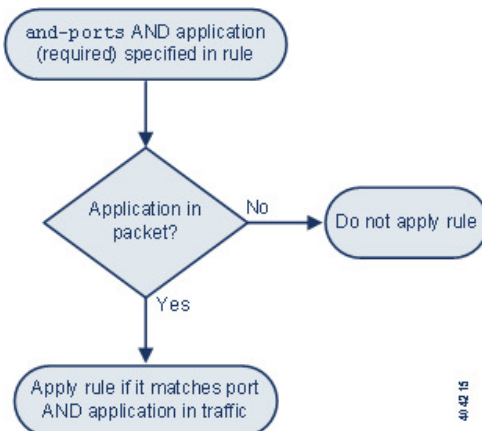 and-ports AND application
(required) specified in rule
Application in
packet?
No
Do not apply rule
Yes
Apply rule if it matches port
AND application in traffic
404215